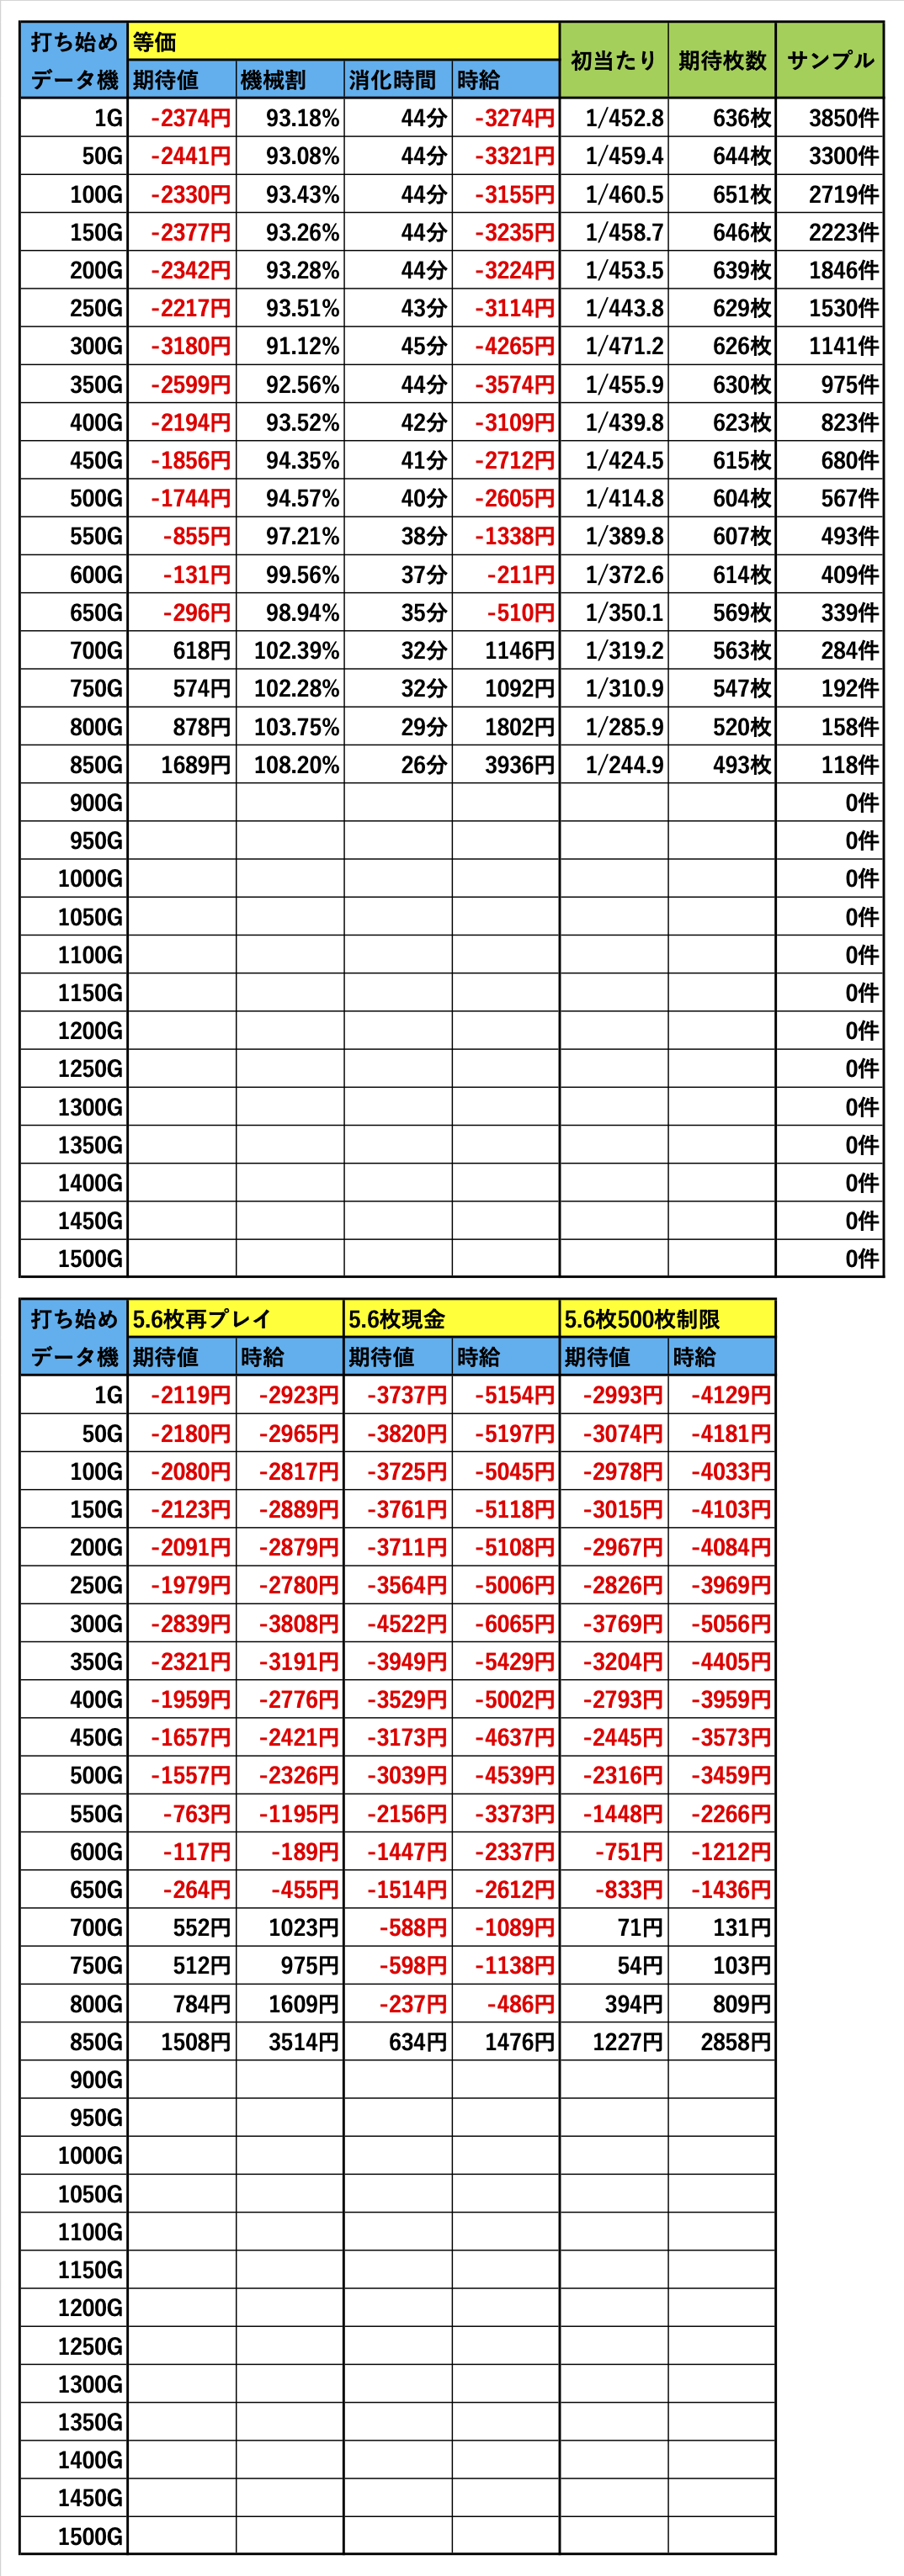 打ち始め 等価 初当たり 期待枚数 サンプル
データ機 期待値 機械割 消化時間 時給
1G -2374円 93.18% 44分 -3274円 1/452.8 636枚 3850件
50G -2441円 93.08% 44分 -3321円 1/459.4 644枚 3300件
100G -2330円 93.43% 44分 -3155円 1/460.5 651枚 2719件
150G -2377円 93.26% 44分 -3235円 1/458.7 646枚 2223件
200G -2342円 93.28% 44分 -3224円 1/453.5 639枚 1846件
250G -2217円 93.51% 43分 -3114円 1/443.8 629枚 1530件
300G -3180円 91.12% 45分 -4265円 1/471.2 626枚 1141件
350G -2599円 92.56% 44分 -3574円 1/455.9 630枚 975件
400G -2194円 93.52% 42分 -3109円 1/439.8 623枚 823件
450G -1856円 94.35% 41分 -2712円 1/424.5 615枚 680件
500G -1744円 94.57% 40分 -2605円 1/414.8 604枚 567件
550G -855円 97.21% 38分 -1338円 1/389.8 607枚 493件
600G -131円 99.56% 37分 -211円 1/372.6 614枚 409件
650G -296円 98.94% 35分 -510円 1/350.1 569枚 339件
700G 618円 102.39% 32分 1146円 1/319.2 563枚 284件
750G 574円 102.28% 32分 1092円 1/310.9 547枚 192件
800G 878円 103.75% 29分 1802円 1/285.9 520枚 158件
850G 1689円 108.20% 26分 3936円 1/244.9 493枚 118件
900G 0件
950G 0件
1000G 0件
1050G 0件
1100G 0件
1150G 0件
1200G 0件
1250G 0件
1300G 0件
1350G 0件
1400G 0件
1450G 0件
1500G 0件
打ち始め 5.6枚再プレイ 5.6枚現金 5.6枚500枚制限
データ機 期待値 時給 期待値 時給 期待値 時給
1G -2119円 -2923円 -3737円 -5154円 -2993円 -4129円
50G -2180円 -2965円 -3820円 -5197円 -3074円 -4181円
100G -2080円 -2817円 -3725円 -5045円 -2978円 -4033円
150G -2123円 -2889円 -3761円 -5118円 -3015円 -4103円
200G -2091円 -2879円 -3711円 -5108円 -2967円 -4084円
250G -1979円 -2780円 -3564円 -5006円 -2826円 -3969円
300G -2839円 -3808円 -4522円 -6065円 -3769円 -5056円
350G -2321円 -3191円 -3949円 -5429円 -3204円 -4405円
400G -1959円 -2776円 -3529円 -5002円 -2793円 -3959円
450G -1657円 -2421円 -3173円 -4637円 -2445円 -3573円
500G -1557円 -2326円 -3039円 -4539円 -2316円 -3459円
550G -763円 -1195円 -2156円 -3373円 -1448円 -2266円
600G -117円 -189円 -1447円 -2337円 -751円 -1212円
650G -264円 -455円 -1514円 -2612円 -833円 -1436円
700G 552円 1023円 -588円 -1089円 71円 131円
750G 512円 975円 -598円 -1138円 54円 103円
800G 784円 1609円 -237円 -486円 394円 809円
850G 1508円 3514円 634円 1476円 1227円 2858円
900G
950G
1000G
1050G
1100G
1150G
1200G
1250G
1300G
1350G
1400G
1450G
1500G